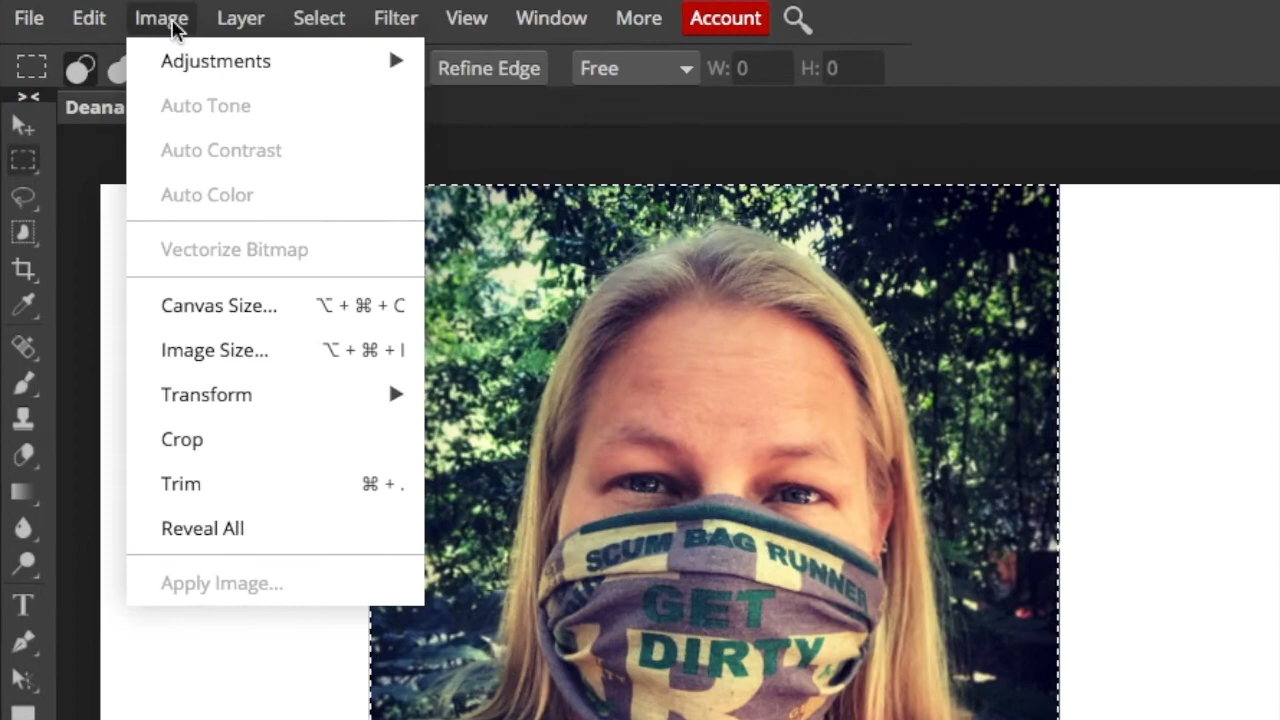 File Edit Image Layer Select Filter View Window More Account
Refine Edge Free W: 0 H: 0
Deana
Adjustments
Auto Tone
Auto Contrast
Auto Color
Vectorize Bitmap
Canvas Size... ⌥ + ⌘ + C
Image Size... ⌥ + ⌘ + I
Transform
Crop
Trim ⌘ + .
Reveal All
Apply Image...
SCUM BAG RUNNER
GET
DIRTY
R
T